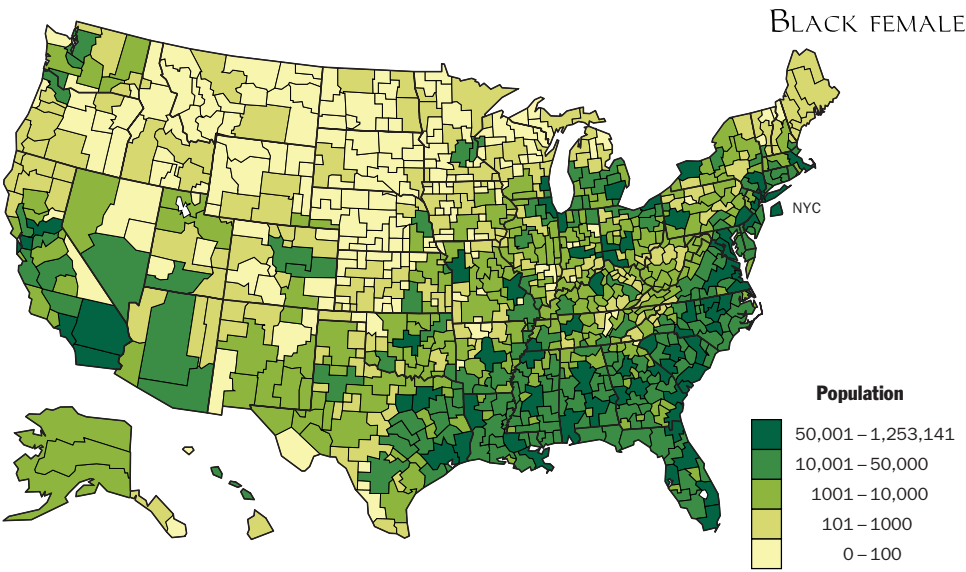 BLACK FEMALE
NYC
Population
50,001 – 1,253,141
10,001 – 50,000
1001 – 10,000
101 – 1000
0 – 100